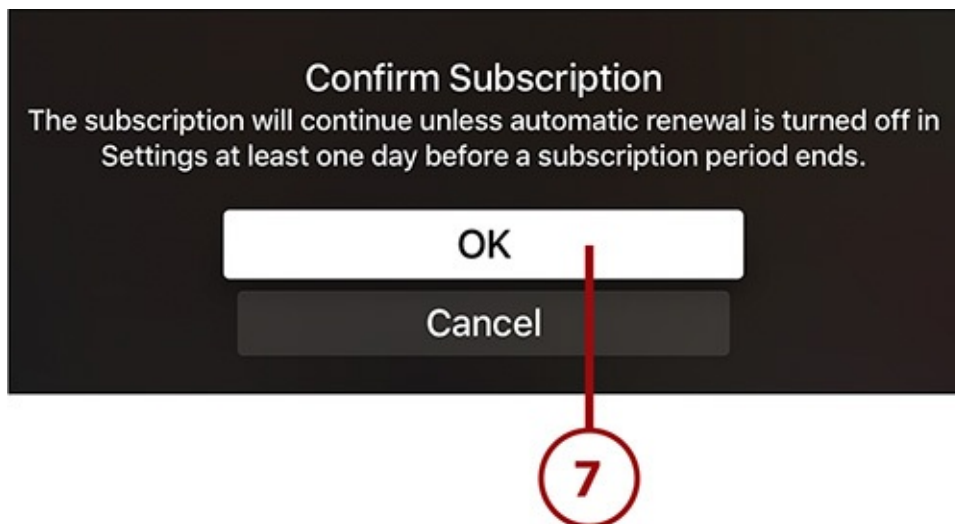 Confirm Subscription
The subscription will continue unless automatic renewal is turned off in
Settings at least one day before a subscription period ends.
OK
Cancel
7